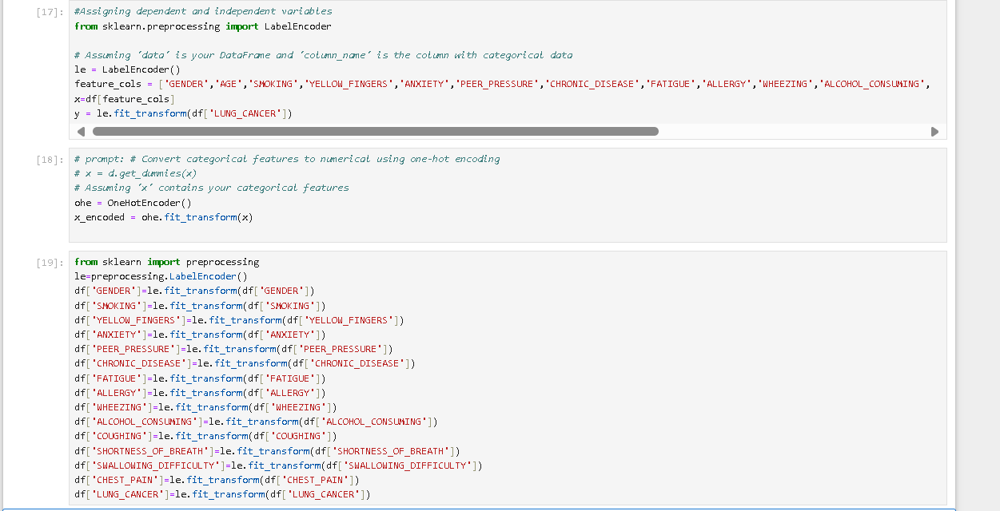 [17]:
#Assigning dependent and independent variables
from sklearn.preprocessing import LabelEncoder
# Assuming 'data' is your DataFrame and 'column_name' is the column with categorical data
le = LabelEncoder()
feature_cols = ['GENDER','AGE','SMOKING','YELLOW_FINGERS','ANXIETY','PEER_PRESSURE','CHRONIC_DISEASE','FATIGUE','ALLERGY','WHEEZING','ALCOHOL_CONSUMING',
x=df[feature_cols]
y = le.fit_transform(df['LUNG_CANCER'])
[18]:
# prompt: # Convert categorical features to numerical using one-hot encoding
# x = d.get_dummies(x)
# Assuming 'x' contains your categorical features
ohe = OneHotEncoder()
x_encoded = ohe.fit_transform(x)
[19]:
from sklearn import preprocessing
le=preprocessing.LabelEncoder()
df['GENDER']=le.fit_transform(df['GENDER'])
df['SMOKING']=le.fit_transform(df['SMOKING'])
df['YELLOW_FINGERS']=le.fit_transform(df['YELLOW_FINGERS'])
df['ANXIETY']=le.fit_transform(df['ANXIETY'])
df['PEER_PRESSURE']=le.fit_transform(df['PEER_PRESSURE'])
df['CHRONIC_DISEASE']=le.fit_transform(df['CHRONIC_DISEASE'])
df['FATIGUE']=le.fit_transform(df['FATIGUE'])
df['ALLERGY']=le.fit_transform(df['ALLERGY'])
df['WHEEZING']=le.fit_transform(df['WHEEZING'])
df['ALCOHOL_CONSUMING']=le.fit_transform(df['ALCOHOL_CONSUMING'])
df['COUGHING']=le.fit_transform(df['COUGHING'])
df['SHORTNESS_OF_BREATH']=le.fit_transform(df['SHORTNESS_OF_BREATH'])
df['SWALLOWING_DIFFICULTY']=le.fit_transform(df['SWALLOWING_DIFFICULTY'])
df['CHEST_PAIN']=le.fit_transform(df['CHEST_PAIN'])
df['LUNG_CANCER']=le.fit_transform(df['LUNG_CANCER'])